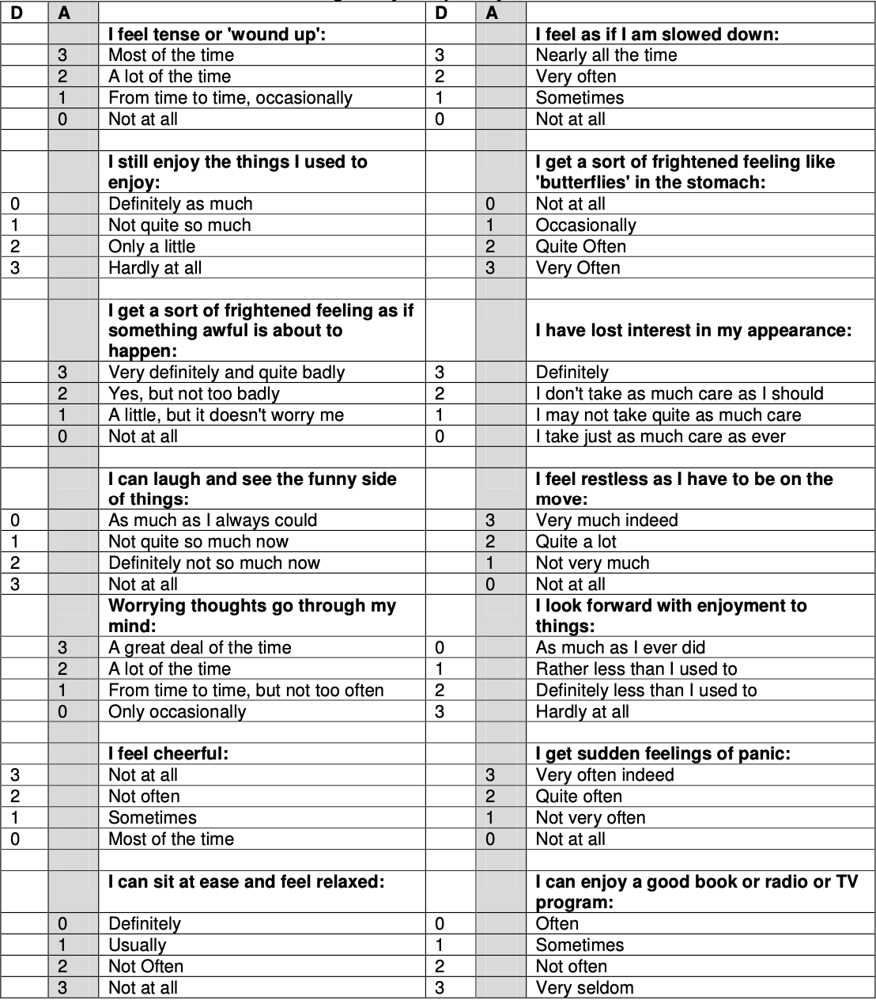 D A
I feel tense or 'wound up':
3 Most of the time
2 A lot of the time
1 From time to time, occasionally
0 Not at all
I still enjoy the things I used to
enjoy:
0 Definitely as much
1 Not quite so much
2 Only a little
3 Hardly at all
I get a sort of frightened feeling as if
something awful is about to
happen:
3 Very definitely and quite badly
2 Yes, but not too badly
1 A little, but it doesn't worry me
0 Not at all
I can laugh and see the funny side
of things:
0 As much as I always could
1 Not quite so much now
2 Definitely not so much now
3 Not at all
Worrying thoughts go through my
mind:
3 A great deal of the time
2 A lot of the time
1 From time to time, but not too often
0 Only occasionally
I feel cheerful:
3 Not at all
2 Not often
1 Sometimes
0 Most of the time
I can sit at ease and feel relaxed:
0 Definitely
1 Usually
2 Not Often
3 Not at all
D A
I feel as if I am slowed down:
3 Nearly all the time
2 Very often
1 Sometimes
0 Not at all
I get a sort of frightened feeling like
'butterflies' in the stomach:
0 Not at all
1 Occasionally
2 Quite Often
3 Very Often
I have lost interest in my appearance:
3 Definitely
2 I don't take as much care as I should
1 I may not take quite as much care
0 I take just as much care as ever
I feel restless as I have to be on the
move:
3 Very much indeed
2 Quite a lot
1 Not very much
0 Not at all
I look forward with enjoyment to
things:
0 As much as I ever did
1 Rather less than I used to
2 Definitely less than I used to
3 Hardly at all
I get sudden feelings of panic:
3 Very often indeed
2 Quite often
1 Not very often
0 Not at all
I can enjoy a good book or radio or TV
program:
0 Often
1 Sometimes
2 Not often
3 Very seldom